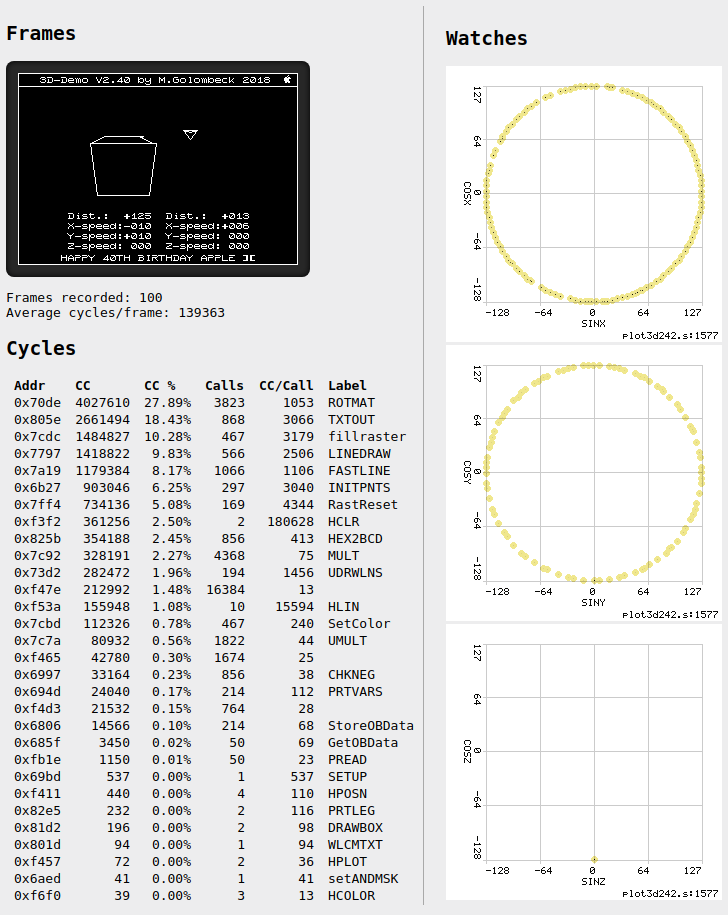 Frames
3D-Demo V2.40 by M.Golombeck 2018
Dist.: +125 Dist.: +013
X-speed:-010 X-speed:+006
Y-speed:+010 Y-speed: 000
Z-speed: 000 Z-speed: 000
HAPPY 40TH BIRTHDAY APPLE ][
Frames recorded: 100
Average cycles/frame: 139363
Cycles
Addr CC CC % Calls CC/Call Label
0x70de 4027610 27.89% 3823 1053 ROTMAT
0x805e 2661494 18.43% 868 3066 TXTOUT
0x7cdc 1484827 10.28% 467 3179 fillraster
0x7797 1418822 9.83% 566 2506 LINEDRAW
0x7a19 1179384 8.17% 1066 1106 FASTLINE
0x6b27 903046 6.25% 297 3040 INITPNTS
0x7ff4 734136 5.08% 169 4344 RastReset
0xf3f2 361256 2.50% 2 180628 HCLR
0x825b 354188 2.45% 856 413 HEX2BCD
0x7c92 328191 2.27% 4368 75 MULT
0x73d2 282472 1.96% 194 1456 UDRWLNS
0xf47e 212992 1.48% 16384 13
0xf53a 155948 1.08% 10 15594 HLIN
0x7cbd 112326 0.78% 467 240 SetColor
0x7c7a 80932 0.56% 1822 44 UMULT
0xf465 42780 0.30% 1674 25
0x6997 33164 0.23% 856 38 CHKNEG
0x694d 24040 0.17% 214 112 PRTVARS
0xf4d3 21532 0.15% 764 28
0x6806 14566 0.10% 214 68 StoreOBData
0x685f 3450 0.02% 50 69 GetOBData
0xfb1e 1150 0.01% 50 23 PREAD
0x69bd 537 0.00% 1 537 SETUP
0xf411 440 0.00% 4 110 HPOSN
0x82e5 232 0.00% 2 116 PRTLEG
0x81d2 196 0.00% 2 98 DRAWBOX
0x801d 94 0.00% 1 94 WLCMTXT
0xf457 72 0.00% 2 36 HPLOT
0x6aed 41 0.00% 1 41 setANDMSK
0xf6f0 39 0.00% 3 13 HCOLOR
Watches
127
64
0
-64
-128
COSX
-128 -64 0 64 127
SINX
plot3d242.s:1577
127
64
0
-64
-128
COSY
-128 -64 0 64 127
SINY
plot3d242.s:1577
127
64
0
-64
-128
COSZ
-128 -64 0 64 127
SINZ
plot3d242.s:1577